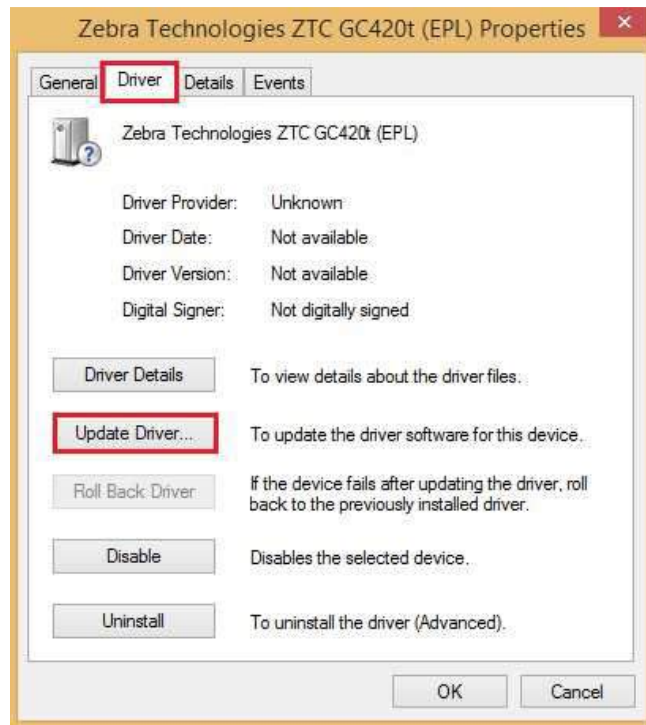 Zebra Technologies ZTC GC420t (EPL) Properties
General Driver Details Events
Zebra Technologies ZTC GC420t (EPL)
Driver Provider: Unknown
Driver Date: Not available
Driver Version: Not available
Digital Signer: Not digitally signed
Driver Details To view details about the driver files.
Update Driver... To update the driver software for this device.
Roll Back Driver If the device fails after updating the driver, roll
back to the previously installed driver.
Disable Disables the selected device.
Uninstall To uninstall the driver (Advanced).
OK Cancel